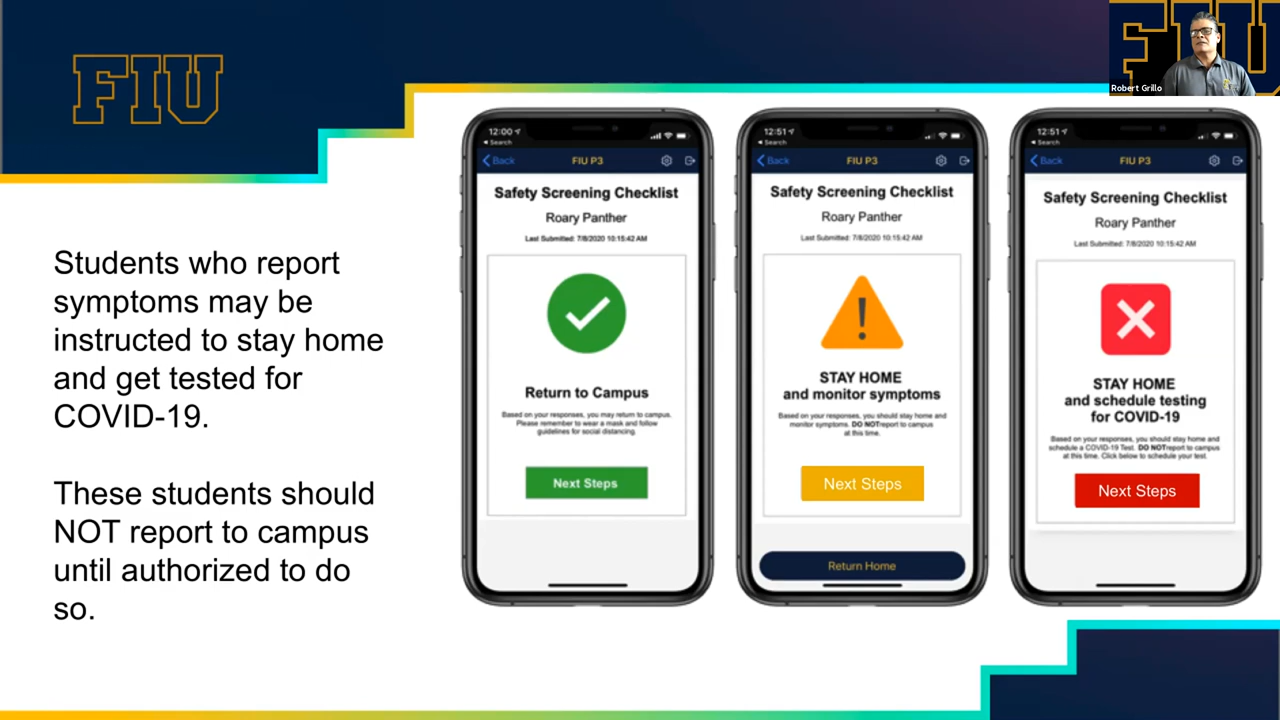 FIU
FIU
Robert Grillo
Students who report
symptoms may be
instructed to stay home
and get tested for
COVID-19.
These students should
NOT report to campus
until authorized to do
so.
12:00
Search
Back
FIU P3
Safety Screening Checklist
Roary Panther
Last Submitted: 7/8/2020 10:15:42 AM
Return to Campus
Based on your responses, you may return to campus.
Please remember to wear a mask and follow
guidelines for social distancing.
Next Steps
12:51
Search
Back
FIU P3
Safety Screening Checklist
Roary Panther
Last Submitted: 7/8/2020 10:15:42 AM
!
STAY HOME
and monitor symptoms
Based on your responses, you should stay home and
monitor symptoms. DO NOTreport to campus
at this time.
Next Steps
Return Home
12:51
Search
Back
FIU P3
Safety Screening Checklist
Roary Panther
Last Submitted: 7/8/2020 10:15:42 AM
STAY HOME
and schedule testing
for COVID-19
Based on your responses, you should stay home and
schedule a COVID-19 Test. DO NOTreport to campus
at this time. Click below to schedule your test.
Next Steps